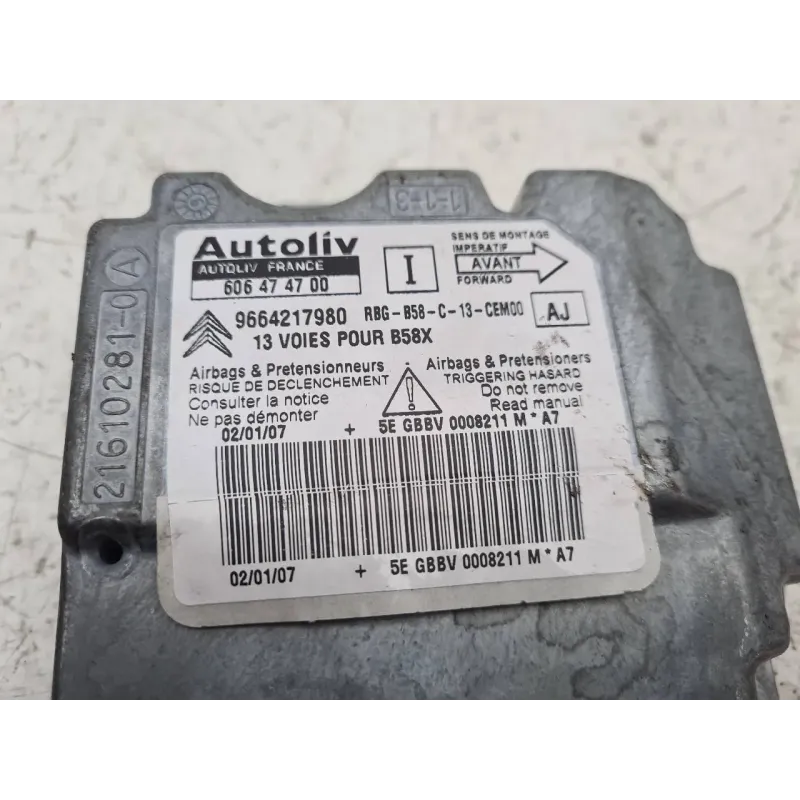 1-1-3
21610281-0 A
Autoliv
AUTOLIV FRANCE
606 47 47 00
I
SENS DE MONTAGE
IMPERATIF
AVANT
FORWARD
9664217980 RBG-B58-C-13-CEM00 AJ
13 VOIES POUR B58X
Airbags & Pretensionneurs
RISQUE DE DECLENCHEMENT
Consulter la notice
Ne pas démonter
Airbags & Pretensioners
TRIGGERING HASARD
Do not remove
Read manual
02/01/07 + 5E GBBV 0008211 M * A7
02/01/07 + 5E GBBV 0008211 M * A7